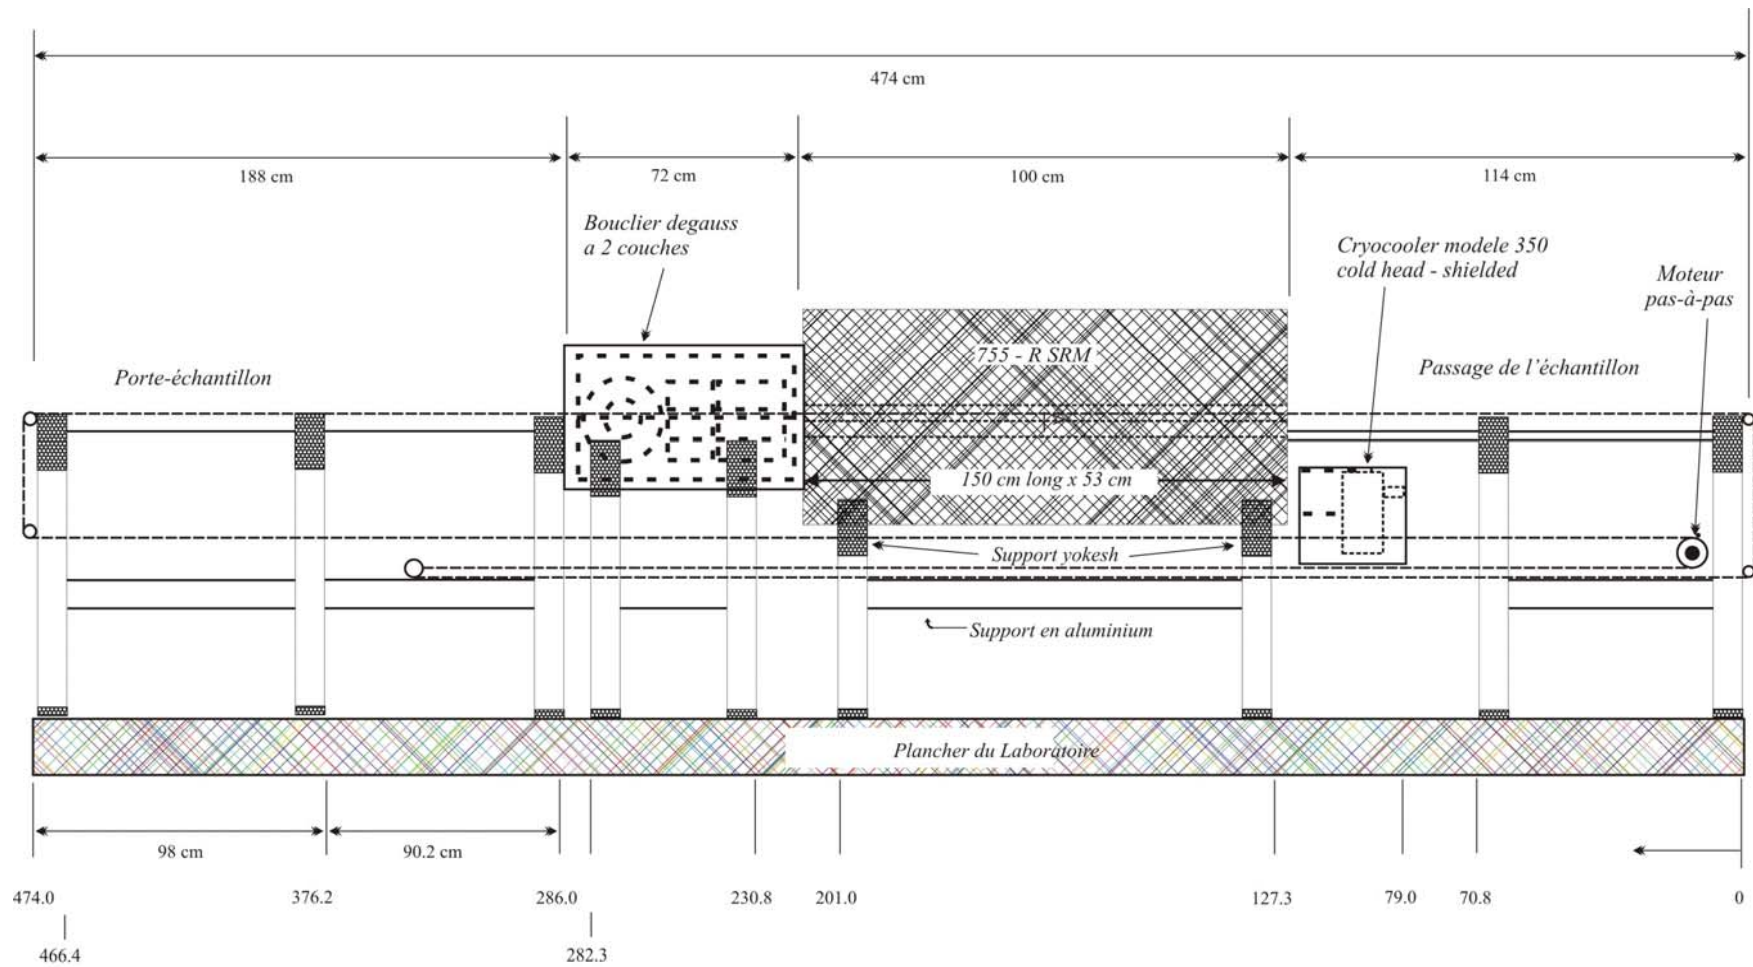 474 cm
188 cm
72 cm
100 cm
114 cm
Bouclier degauss
a 2 couches
Cryocooler modele 350
cold head - shielded
Moteur
pas-à-pas
755 - R SRM
Porte-échantillon
Passage de l'échantillon
150 cm long x 53 cm
Support yokesh
Support en aluminium
Plancher du Laboratoire
98 cm
90.2 cm
474.0
376.2
286.0
230.8
201.0
127.3
79.0
70.8
0
466.4
282.3